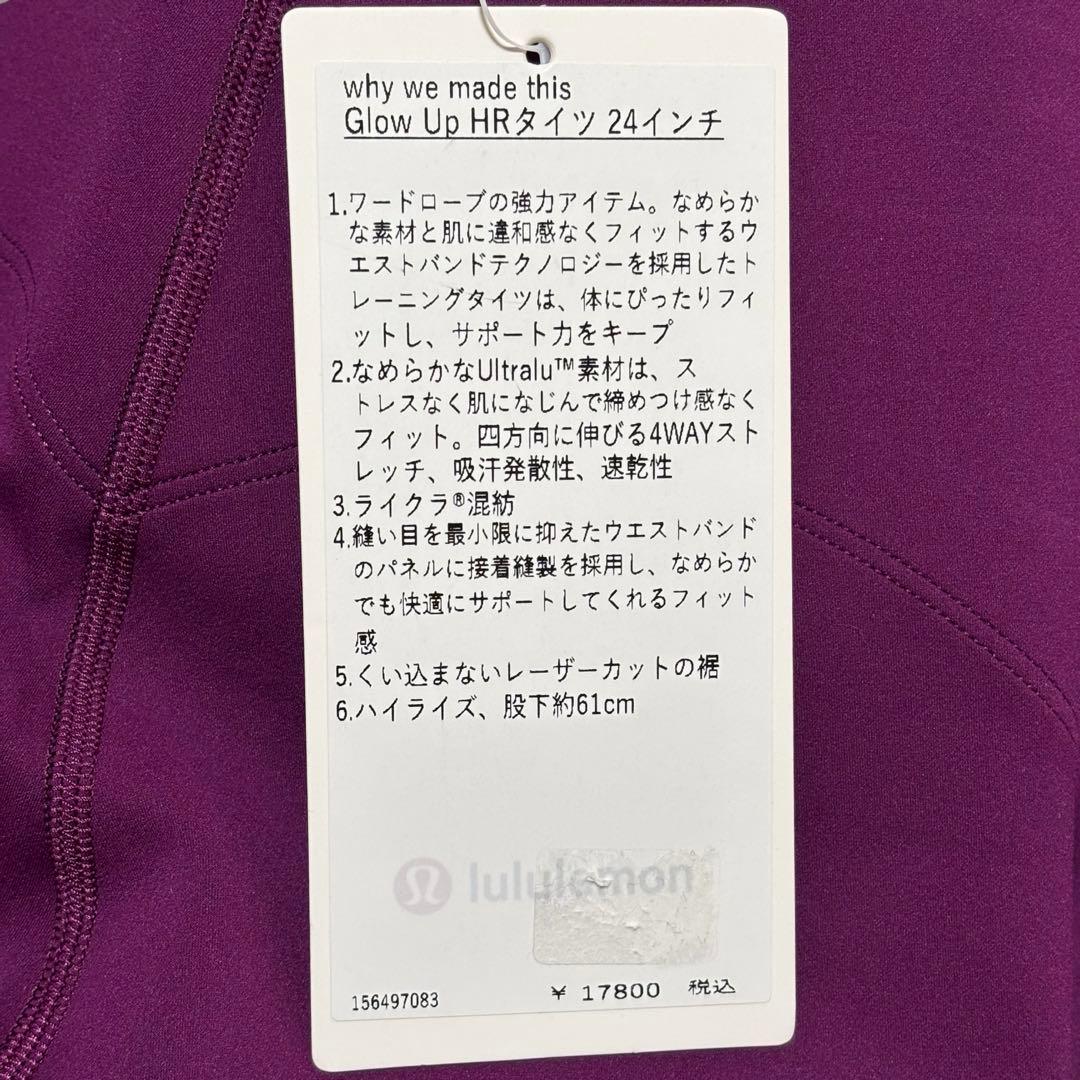 why we made this
Glow Up HRタイツ 24インチ
1.ワードローブの強力アイテム。なめらか
な素材と肌に違和感なくフィットするウ
エストバンドテクノロジーを採用したト
レーニングタイツは、体にぴったりフィ
ットし、サポート力をキープ
2.なめらかなUltralu™素材は、ス
トレスなく肌になじんで締めつけ感なく
フィット。四方向に伸びる4WAYスト
レッチ、吸汗発散性、速乾性
3.ライクラ®混紡
4.縫い目を最小限に抑えたウエストバンド
のパネルに接着縫製を採用し、なめらか
でも快適にサポートしてくれるフィット
感
5.くい込まないレーザーカットの裾
6.ハイライズ、股下約61cm
lululemon
156497083 ¥ 17800 税込